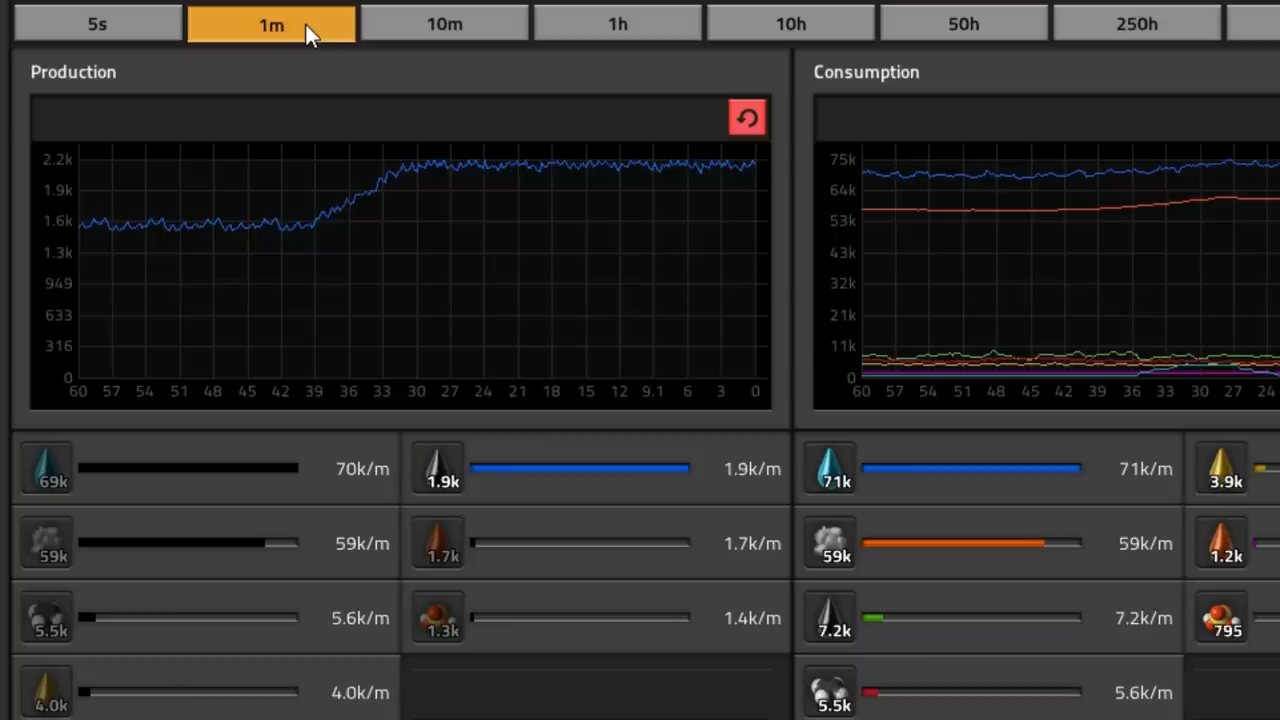 5s 1m 10m 1h 10h 50h 250h
Production
2.2k
1.9k
1.6k
1.3k
949
633
316
0
60 57 54 51 48 45 42 39 36 33 30 27 24 21 18 15 12 9.1 6 3 0
69k 70k/m
1.9k 1.9k/m
59k 59k/m
1.7k 1.7k/m
5.5k 5.6k/m
1.3k 1.4k/m
4.0k 4.0k/m
Consumption
75k
64k
53k
43k
32k
21k
11k
0
60 57 54 51 48 45 42 39 36 33 30 27 24
71k 71k/m
3.9k
59k 59k/m
1.2k
7.2k 7.2k/m
795
5.5k 5.6k/m